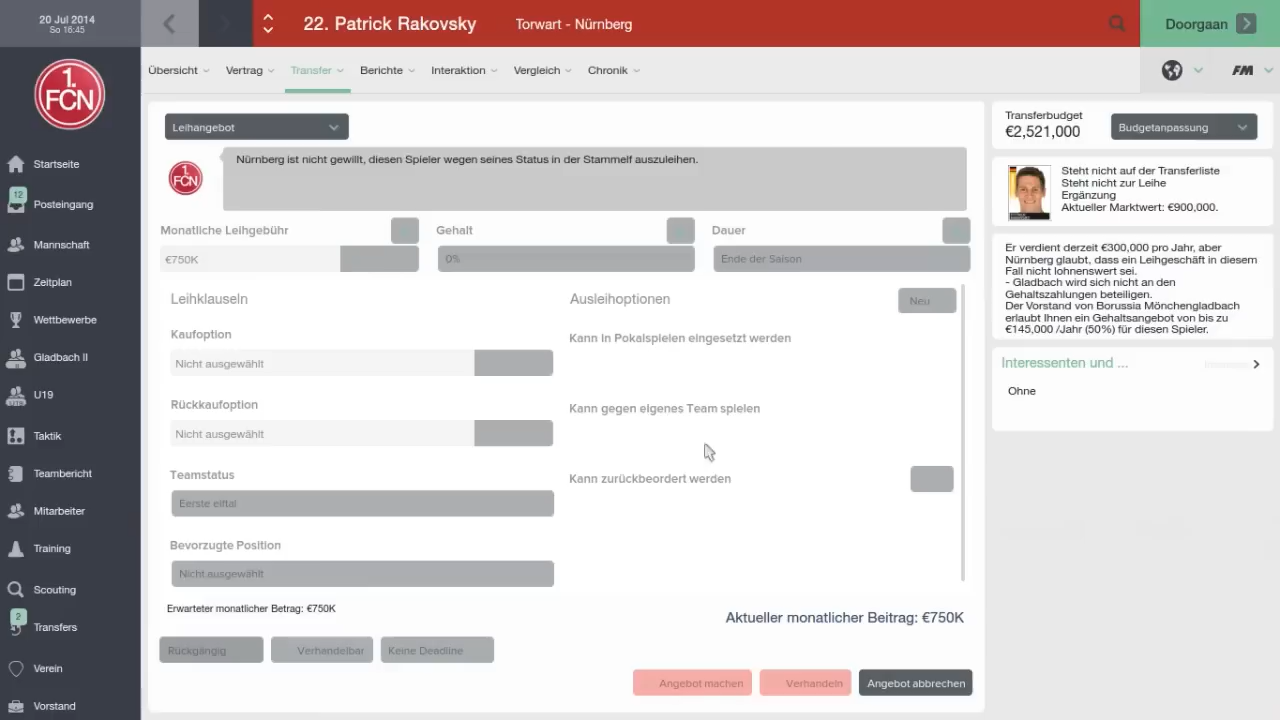 20 Jul 2014
So 16:45
22. Patrick Rakovsky
Torwart - Nürnberg
Doorgaan
1.
FCN
Übersicht
Vertrag
Transfer
Berichte
Interaktion
Vergleich
Chronik
FM
Startseite
12
Posteingang
Mannschaft
Zeitplan
Wettbewerbe
Gladbach II
U19
Taktik
Teambericht
Mitarbeiter
Training
Scouting
2
Transfers
Verein
Vorstand
Leihangebot
FCN
Nürnberg ist nicht gewillt, diesen Spieler wegen seines Status in der Stammelf auszuleihen.
Monatliche Leihgebühr
Gehalt
Dauer
€750K
0%
Ende der Saison
Leihklauseln
Ausleihoptionen
Neu
Kaufoption
Kann in Pokalspielen eingesetzt werden
Nicht ausgewählt
Rückkaufoption
Kann gegen eigenes Team spielen
Nicht ausgewählt
Teamstatus
Kann zurückbeordert werden
Eerste elftal
Bevorzugte Position
Nicht ausgewählt
Erwarteter monatlicher Betrag: €750K
Aktueller monatlicher Beitrag: €750K
Rückgängig
Verhandelbar
Keine Deadline
Angebot machen
Verhandeln
Angebot abbrechen
Transferbudget
€2,521,000
Budgetanpassung
Steht nicht auf der Transferliste
Steht nicht zur Leihe
Ergänzung
Aktueller Marktwert: €900,000.
Er verdient derzeit €300,000 pro Jahr, aber
Nürnberg glaubt, dass ein Leihgeschäft in diesem
Fall nicht lohnenswert sei.
- Gladbach wird sich nicht an den
Gehaltszahlungen beteiligen.
Der Vorstand von Borussia Mönchengladbach
erlaubt Ihnen ein Gehaltsangebot von bis zu
€145,000 /Jahr (50%) für diesen Spieler.
Interessenten und ...
Ohne